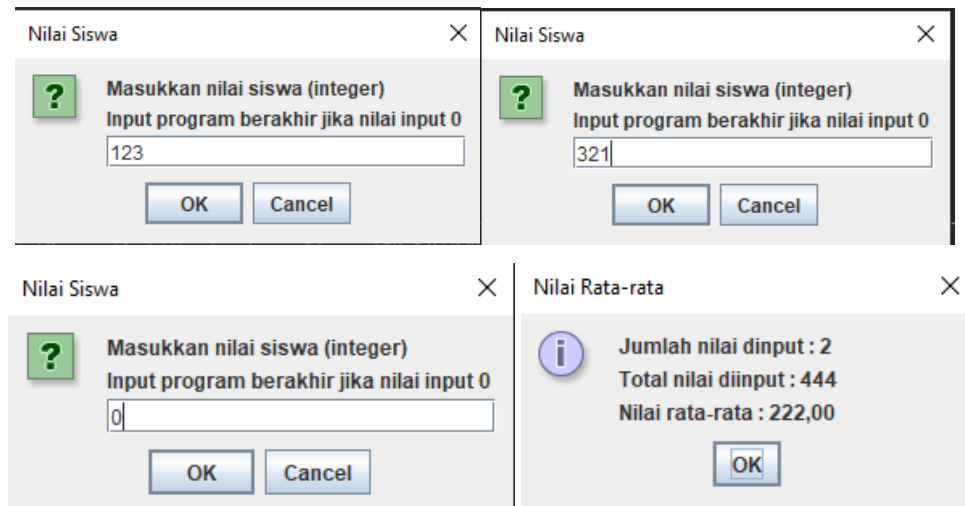 Nilai Siswa
Masukkan nilai siswa (integer)
Input program berakhir jika nilai input 0
123
OK
Cancel
Nilai Siswa
Masukkan nilai siswa (integer)
Input program berakhir jika nilai input 0
321
OK
Cancel
Nilai Siswa
Masukkan nilai siswa (integer)
Input program berakhir jika nilai input 0
0
OK
Cancel
Nilai Rata-rata
Jumlah nilai dinput : 2
Total nilai diinput : 444
Nilai rata-rata : 222,00
OK